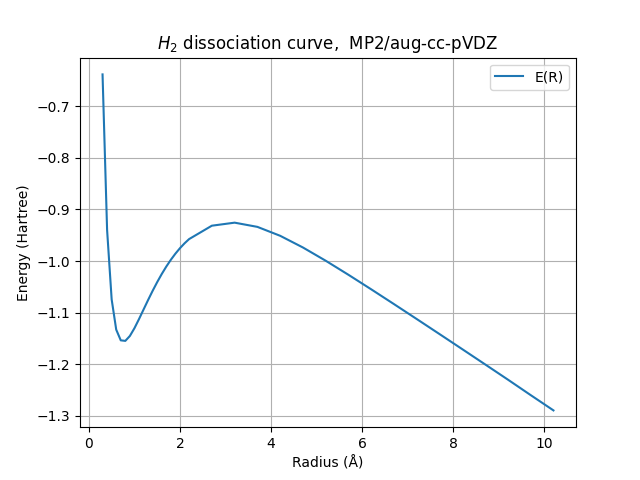 H2 dissociation curve, MP2/aug-cc-pVDZ
E(R)
Energy (Hartree)
−0.7
−0.8
−0.9
−1.0
−1.1
−1.2
−1.3
0 2 4 6 8 10
Radius (Å)